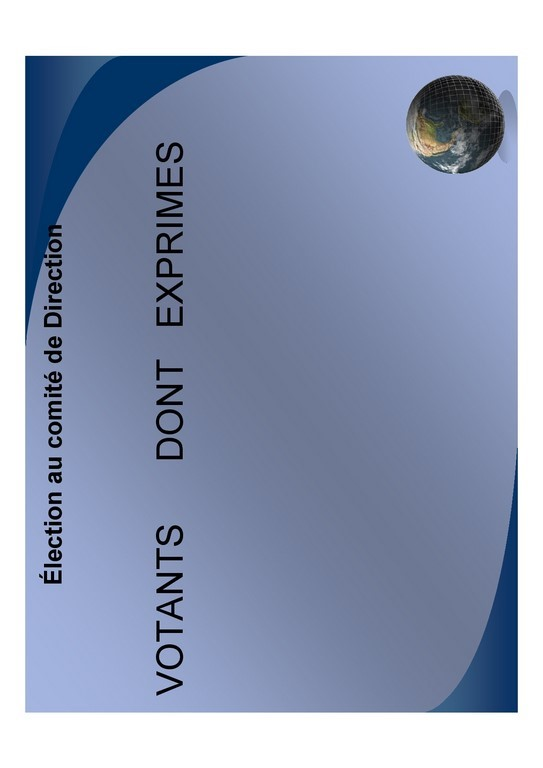 Élection au comité de Direction
VOTANTS DONT EXPRIMES